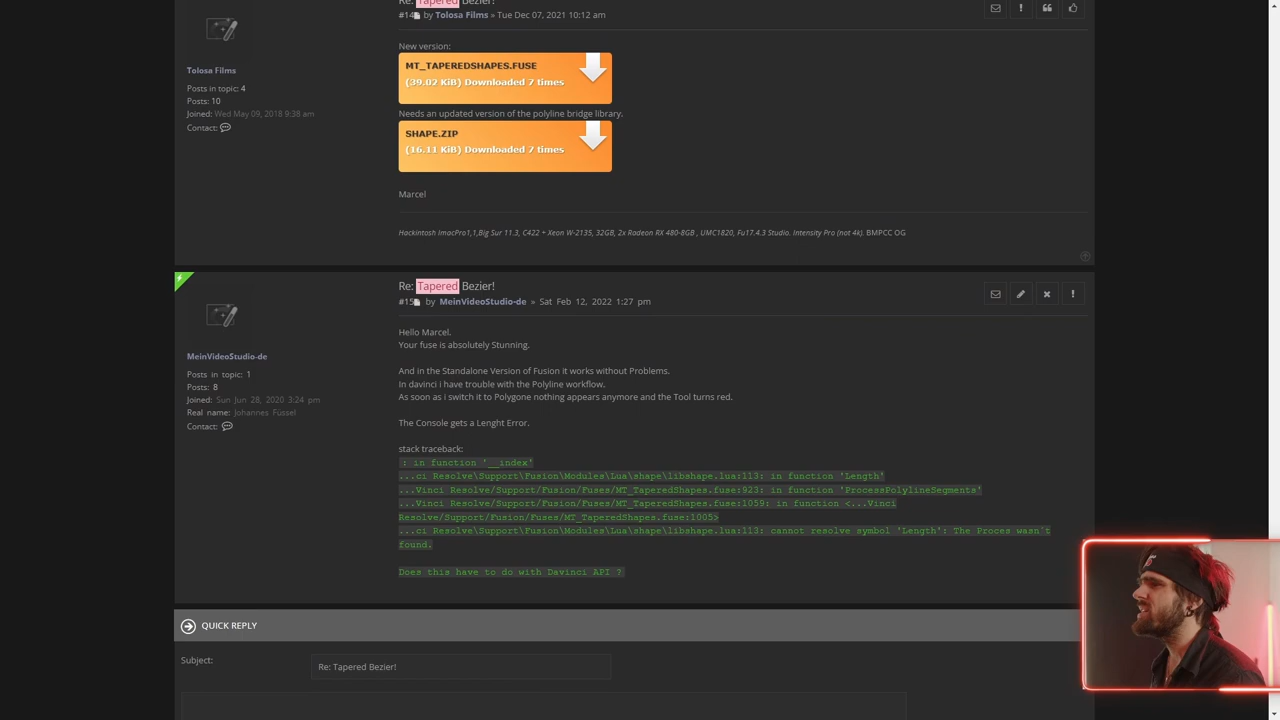 Re: Tapered Bezier!
#14 by Tolosa Films » Tue Dec 07, 2021 10:12 am
Tolosa Films
Posts in topic: 4
Posts: 10
Joined: Wed May 09, 2018 9:38 am
Contact:
New version:
MT_TAPEREDSHAPES.FUSE
(39.02 KiB) Downloaded 7 times
Needs an updated version of the polyline bridge library.
SHAPE.ZIP
(16.11 KiB) Downloaded 7 times
Marcel
Hackintosh ImacPro1,1,Big Sur 11.3, C422 + Xeon W-2135, 32GB, 2x Radeon RX 480-8GB , UMC1820, Fu17.4.3 Studio. Intensity Pro (not 4k). BMPCC OG
Re: Tapered Bezier!
#15 by MeinVideoStudio-de » Sat Feb 12, 2022 1:27 pm
MeinVideoStudio-de
Posts in topic: 1
Posts: 8
Joined: Sun Jun 28, 2020 3:24 pm
Real name: Johannes Füssel
Contact:
Hello Marcel.
Your fuse is absolutely Stunning.
And in the Standalone Version of Fusion it works without Problems.
In davinci i have trouble with the Polyline workflow.
As soon as i switch it to Polygone nothing appears anymore and the Tool turns red.
The Console gets a Lenght Error.
stack traceback:
: in function '__index'
...ci Resolve\Support\Fusion\Modules\Lua\shape\libshape.lua:113: in function 'Length'
...Vinci Resolve/Support/Fusion/Fuses/MT_TaperedShapes.fuse:923: in function 'ProcessPolylineSegments'
...Vinci Resolve/Support/Fusion/Fuses/MT_TaperedShapes.fuse:1059: in function <...Vinci
Resolve/Support/Fusion/Fuses/MT_TaperedShapes.fuse:1005>
...ci Resolve\Support\Fusion\Modules\Lua\shape\libshape.lua:113: cannot resolve symbol 'Length': The Proces wasn´t
found.
Does this have to do with Davinci API ?
QUICK REPLY
Subject:
Re: Tapered Bezier!